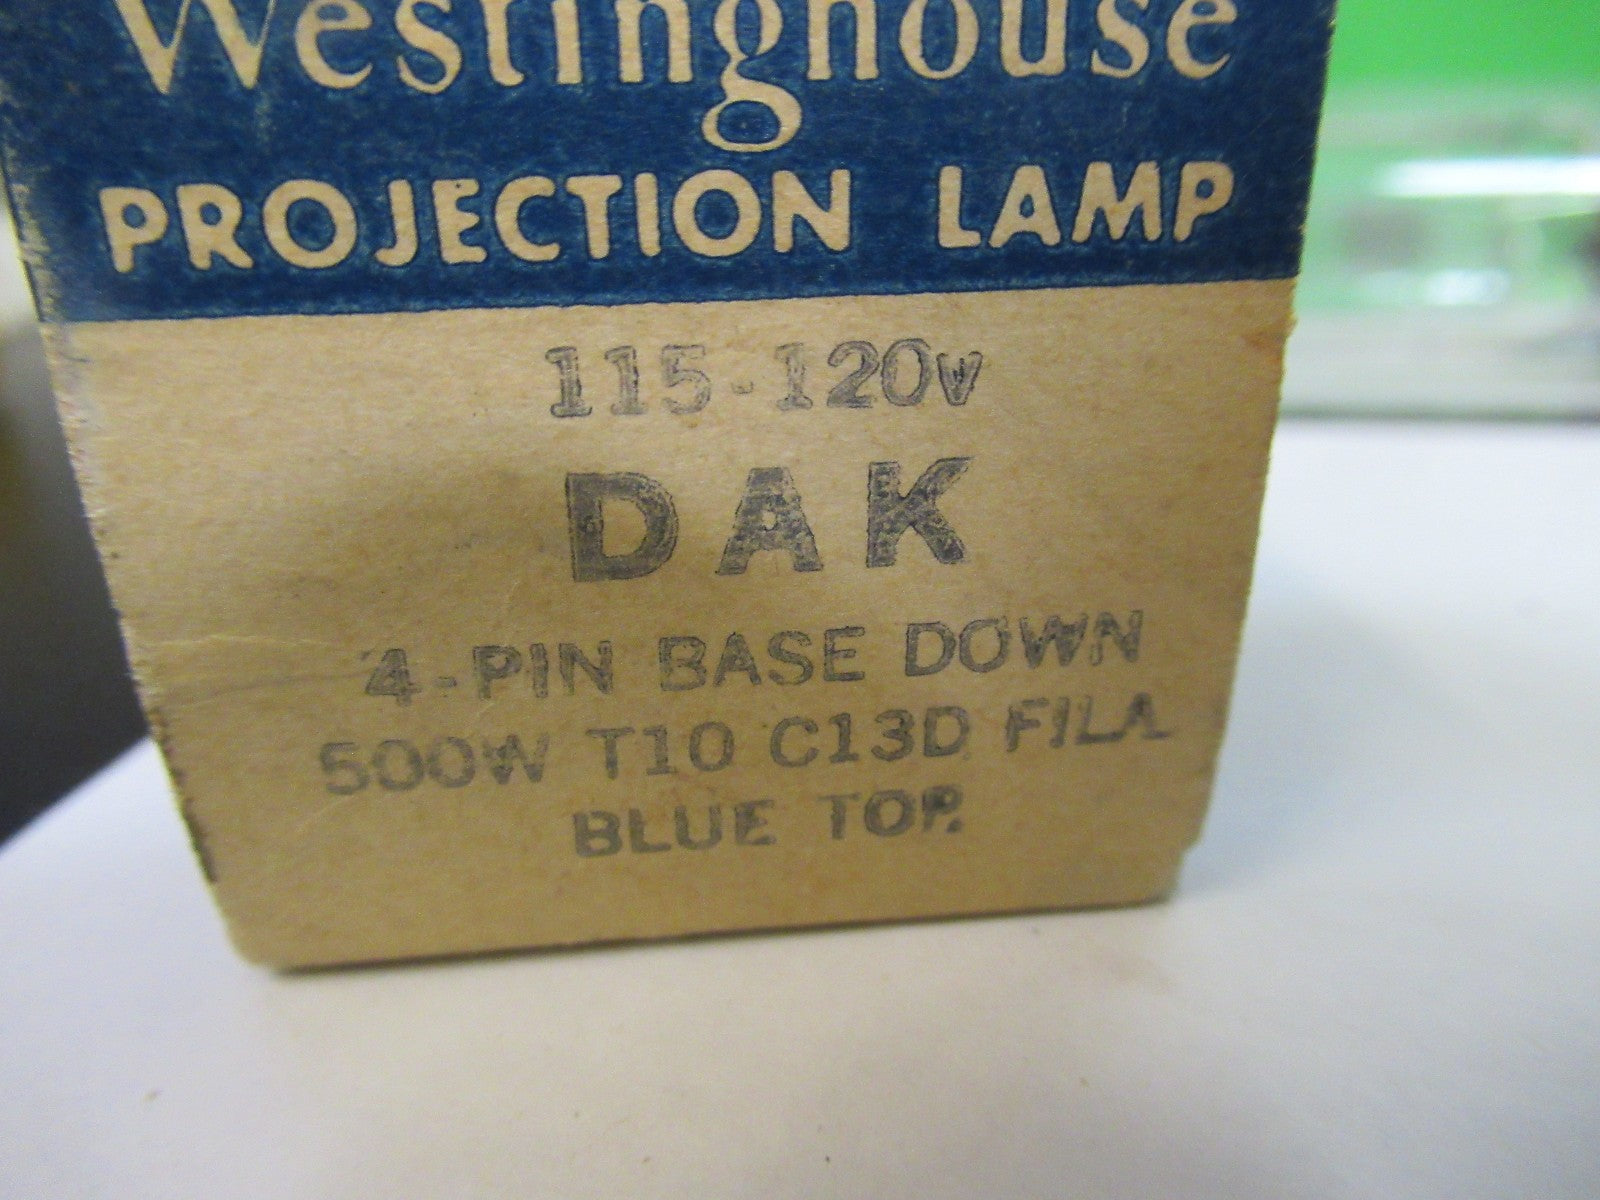 Westinghouse
PROJECTION LAMP
115-120V
DAK
4-PIN BASE DOWN
500W T10 C13D FILA.
BLUE TOP.